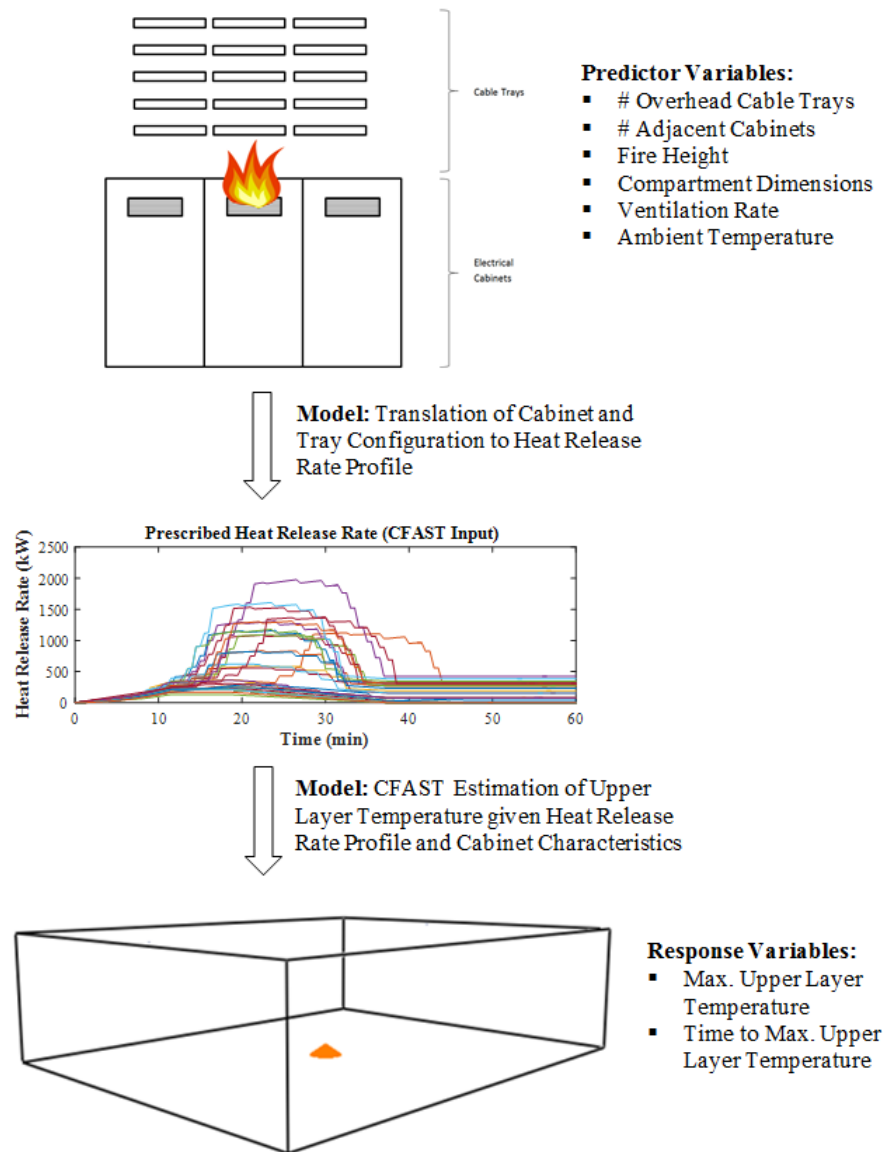 Cable Trays
Predictor Variables:
▪ # Overhead Cable Trays
▪ # Adjacent Cabinets
▪ Fire Height
▪ Compartment Dimensions
▪ Ventilation Rate
▪ Ambient Temperature
Electrical
Cabinets
Model: Translation of Cabinet and
Tray Configuration to Heat Release
Rate Profile
Prescribed Heat Release Rate (CFAST Input)
Heat Release Rate (kW)
2500
2000
1500
1000
500
0
0 10 20 30 40 50 60
Time (min)
Model: CFAST Estimation of Upper
Layer Temperature given Heat Release
Rate Profile and Cabinet Characteristics
Response Variables:
▪ Max. Upper Layer
Temperature
▪ Time to Max. Upper
Layer Temperature